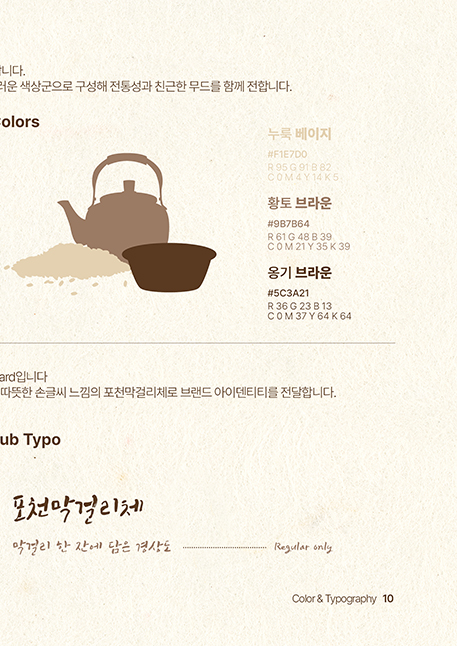 합니다.
러운 색상군으로 구성해 전통성과 친근한 무드를 함께 전합니다.
Colors
누룩 베이지
#F1E7D0
R 95 G 91 B 82
C 0 M 4 Y 14 K 5
황토 브라운
#9B7B64
R 61 G 48 B 39
C 0 M 21 Y 35 K 39
옹기 브라운
#5C3A21
R 36 G 23 B 13
C 0 M 37 Y 64 K 64
ard입니다
따뜻한 손글씨 느낌의 포천막걸리체로 브랜드 아이덴티티를 전달합니다.
ub Typo
포천막걸리체
막걸리 한 잔에 담은 경상도
Regular only
Color & Typography 10